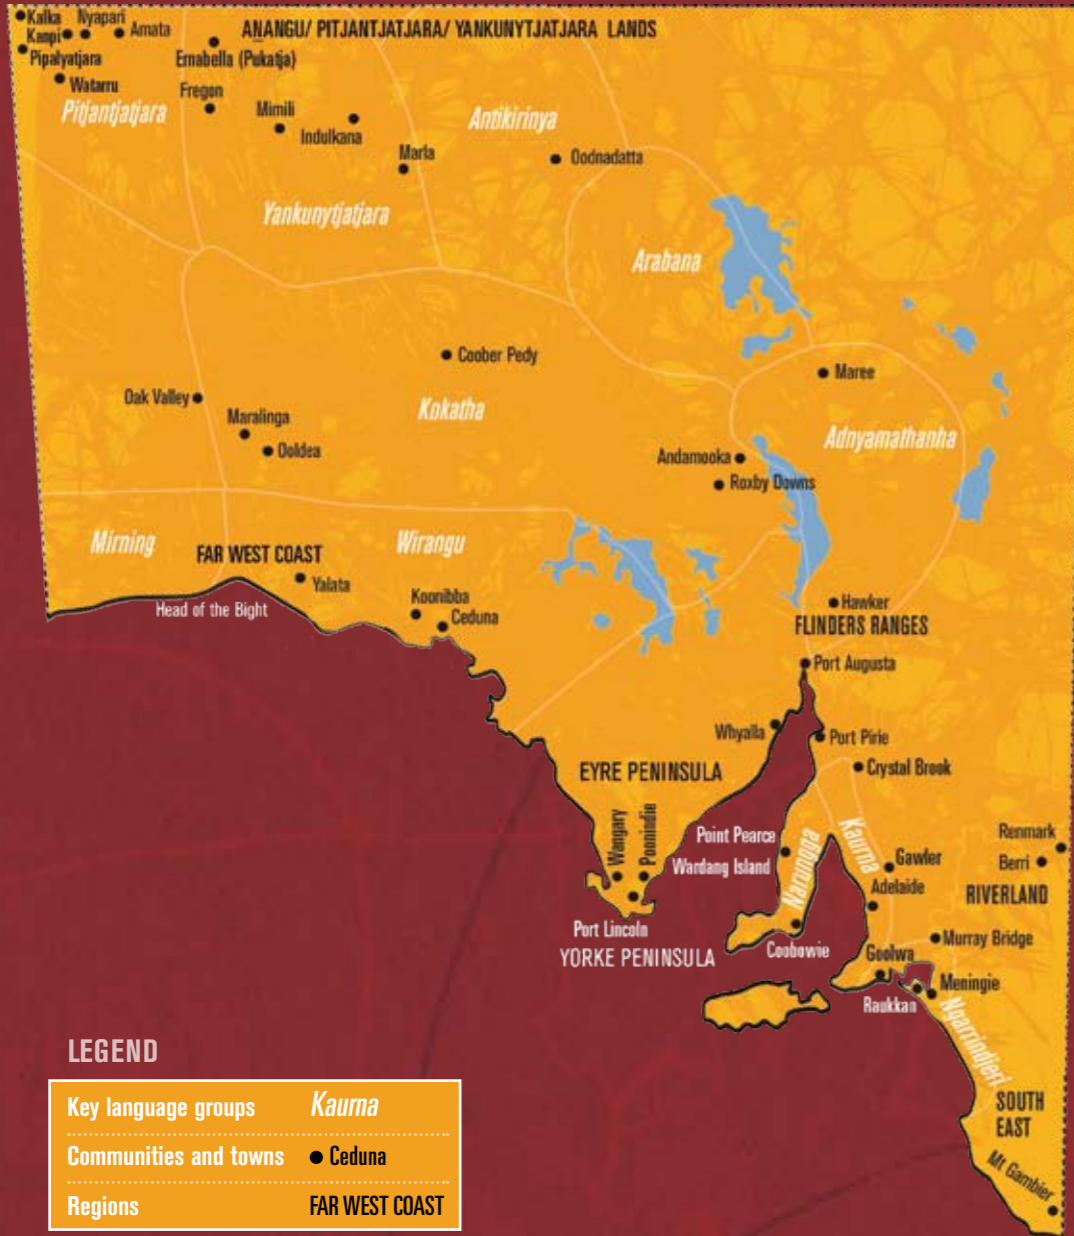 Kalka
Nyapari
Kanpi
Amata
ANANGU/ PITJANTJATJARA/ YANKUNYTJATJARA LANDS
Pipalyatjara
Ernabella (Pukatja)
Watarru
Fregon
Pitjantjatjara
Mimili
Indulkana
Antikirinya
Marla
Oodnadatta
Yankunytjatjara
Arabana
Coober Pedy
Maree
Oak Valley
Maralinga
Kokatha
Ooldea
Adnyamathanha
Andamooka
Roxby Downs
Mirning
FAR WEST COAST
Wirangu
Yalata
Head of the Bight
Koonibba
Ceduna
Hawker
FLINDERS RANGES
Port Augusta
Whyalla
Port Pirie
EYRE PENINSULA
Crystal Brook
Wangary
Poonindie
Point Pearce
Wardang Island
Narungga
Kaurna
Gawler
Adelaide
Renmark
Berri
RIVERLAND
Port Lincoln
YORKE PENINSULA
Coobowie
Goolwa
Murray Bridge
Raukkan
Meningie
Ngarrindjeri
SOUTH
EAST
Mt Gambier
LEGEND
Key language groups Kaurna
Communities and towns Ceduna
Regions FAR WEST COAST